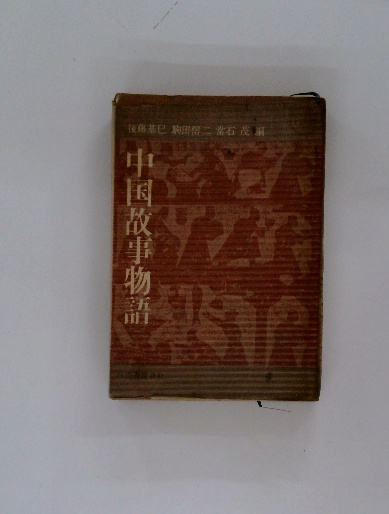 後藤基巳 駒田信二 常石茂 編
中国故事物語